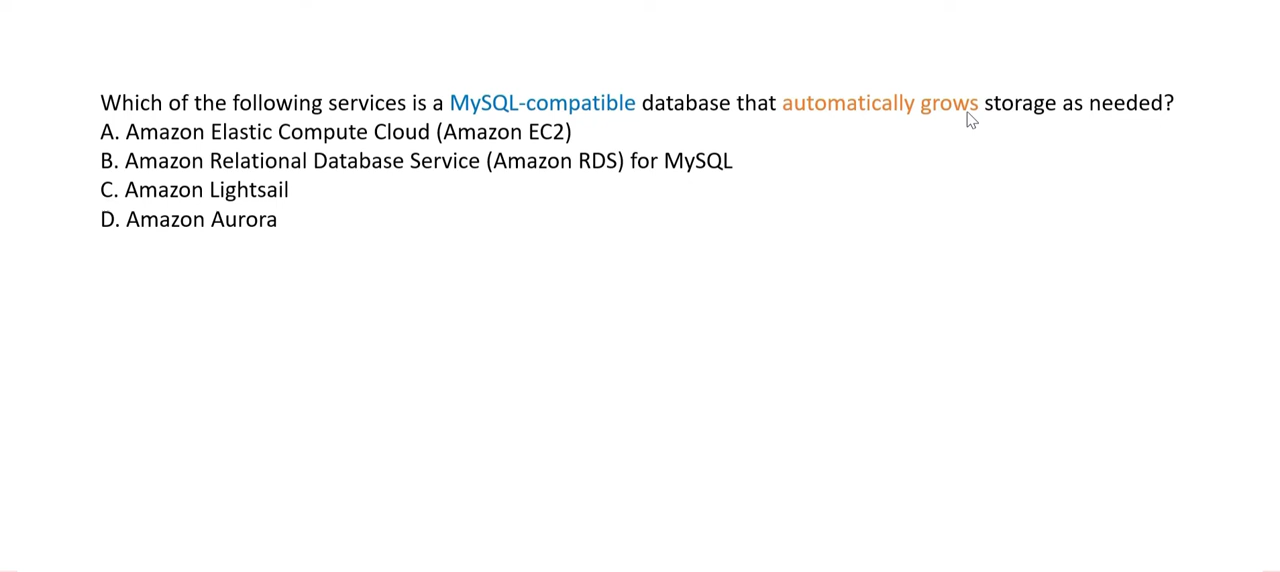 Which of the following services is a MySQL-compatible database that automatically grows storage as needed?
A. Amazon Elastic Compute Cloud (Amazon EC2)
B. Amazon Relational Database Service (Amazon RDS) for MySQL
C. Amazon Lightsail
D. Amazon Aurora